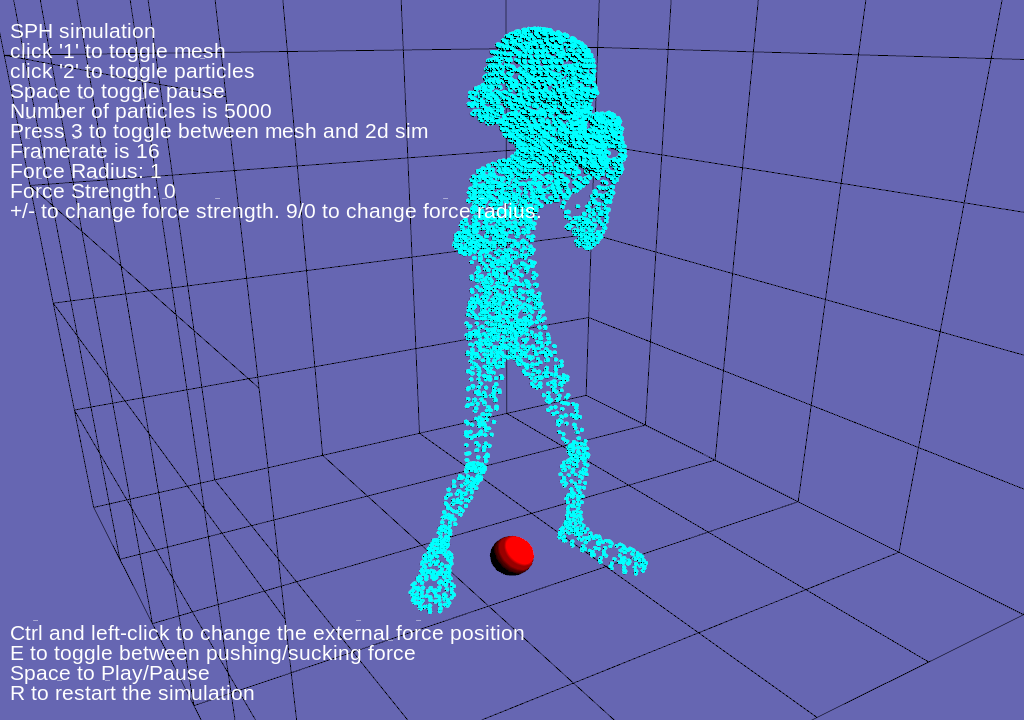 SPH simulation
click '1' to toggle mesh
click '2' to toggle particles
Space to toggle pause
Number of particles is 5000
Press 3 to toggle between mesh and 2d sim
Framerate is 16
Force Radius: 1
Force Strength: 0
+/- to change force strength. 9/0 to change force radius.
Ctrl and left-click to change the external force position
E to toggle between pushing/sucking force
Space to Play/Pause
R to restart the simulation